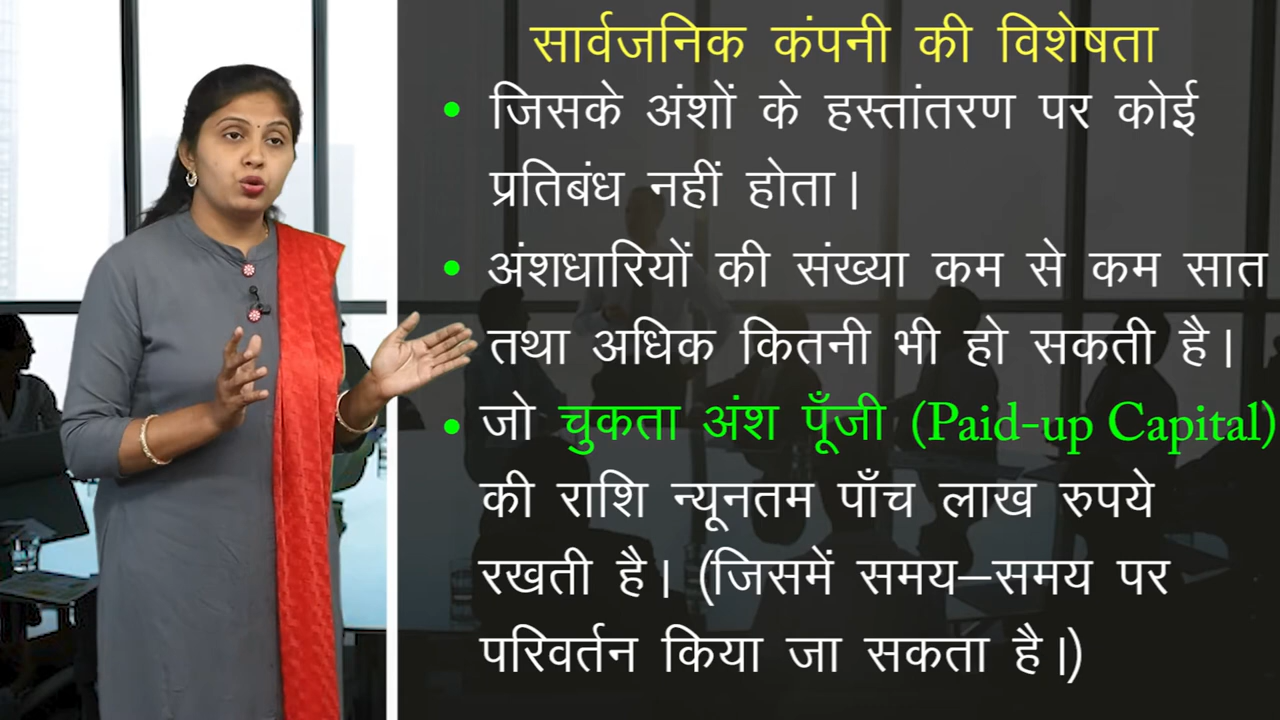 सार्वजनिक कंपनी की विशेषता
• जिसके अंशों के हस्तांतरण पर कोई
प्रतिबंध नहीं होता।
• अंशधारियों की संख्या कम से कम सात
तथा अधिक कितनी भी हो सकती है।
• जो चुकता अंश पूँजी (Paid-up Capital)
की राशि न्यूनतम पाँच लाख रुपये
रखती है। (जिसमें समय–समय पर
परिवर्तन किया जा सकता है।)